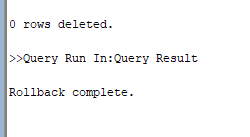 0 rows deleted.
>>Query Run In:Query Result
Rollback complete.